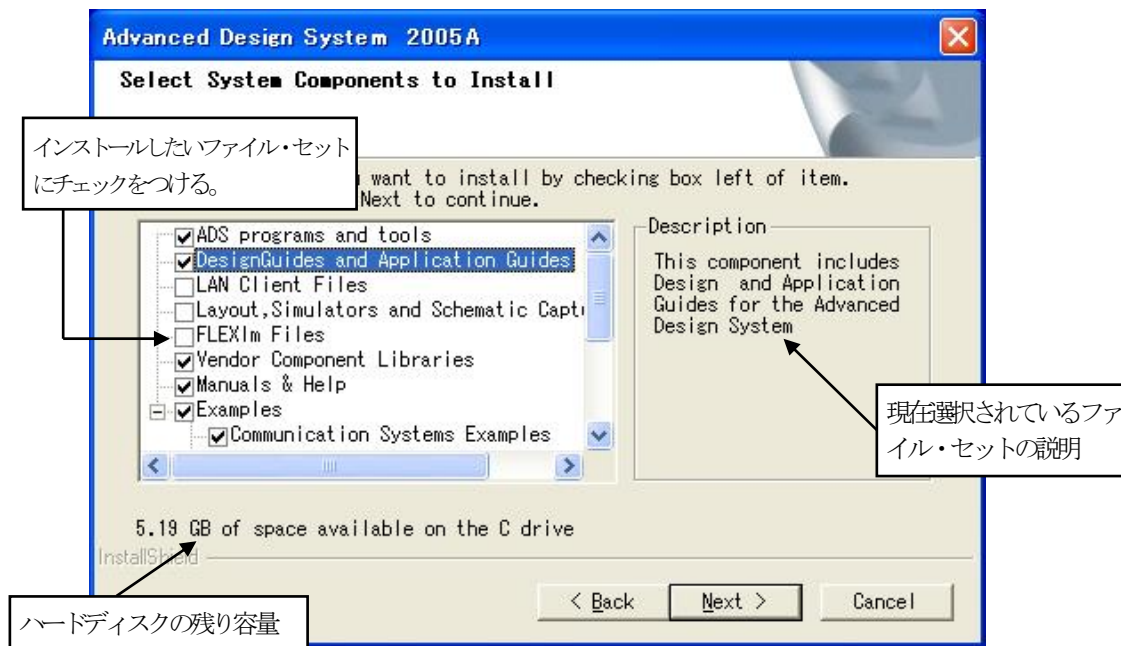 Advanced Design System 2005A
Select System Components to Install
インストールしたいファイル・セット
にチェックをつける。
want to install by checking box left of item.
Next to continue.
ADS programs and tools
DesignGuides and Application Guides
LAN Client Files
Layout,Simulators and Schematic Captu
FLEXlm Files
Vendor Component Libraries
Manuals & Help
Examples
Communication Systems Examples
Description
This component includes
Design and Application
Guides for the Advanced
Design System
現在選択されているファ
イル・セットの説明
5.19 GB of space available on the C drive
InstallShield
ハードディスクの残り容量
< Back
Next >
Cancel